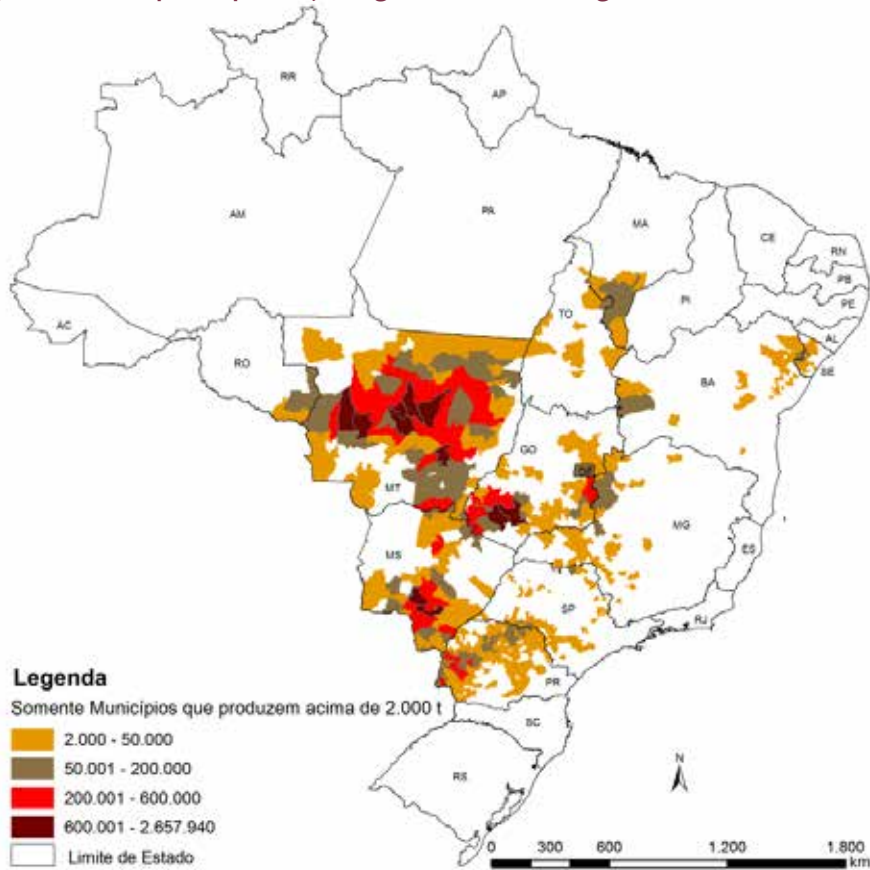 RR
AP
AM
PA
MA
CE
RN
PB
PE
PI
TO
AL
AC
SE
RO
BA
GO
DF
MT
MG
MS
ES
SP
RJ
PR
SC
RS
Legenda
Somente Municípios que produzem acima de 2.000 t
2.000 - 50.000
50.001 - 200.000
200.001 - 600.000
600.001 - 2.657.940
Limite de Estado
N
0 300 600 1.200 1.800
km